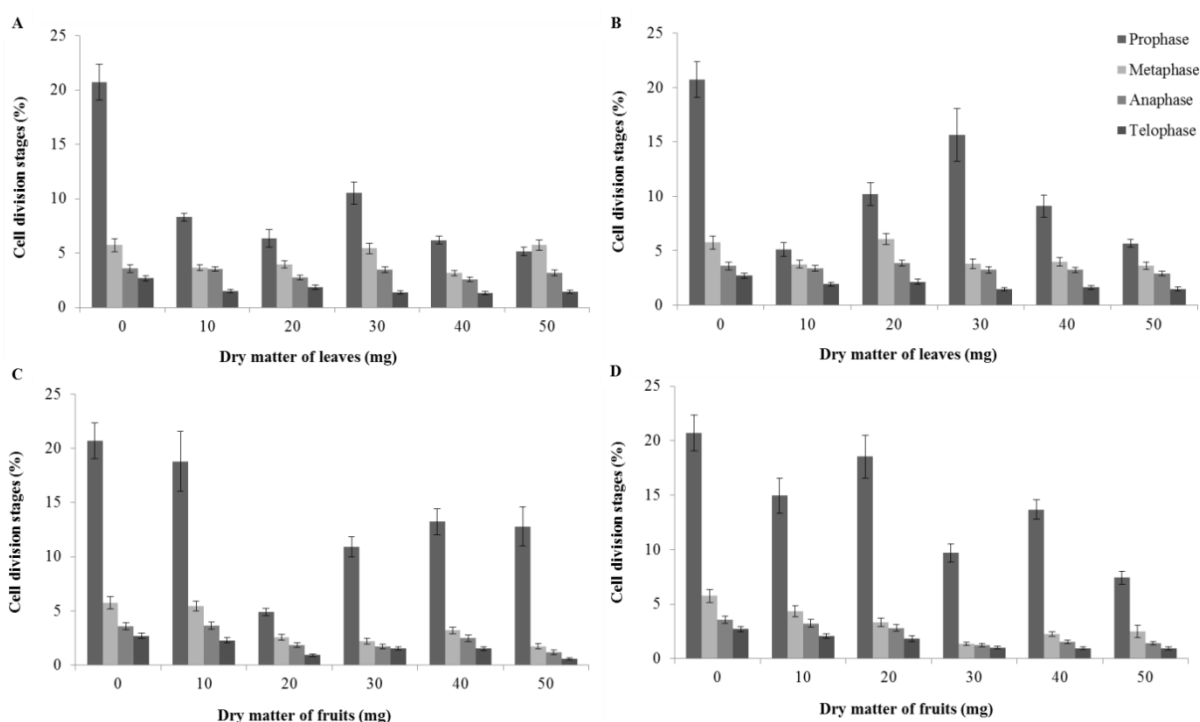 A
25
20
15
10
5
0
Cell division stages (%)
0 10 20 30 40 50
Dry matter of leaves (mg)
B
25
20
15
10
5
0
Cell division stages (%)
Prophase
Metaphase
Anaphase
Telophase
0 10 20 30 40 50
Dry matter of leaves (mg)
C
25
20
15
10
5
0
Cell division stages (%)
0 10 20 30 40 50
Dry matter of fruits (mg)
D
25
20
15
10
5
0
Cell division stages (%)
0 10 20 30 40 50
Dry matter of fruits (mg)